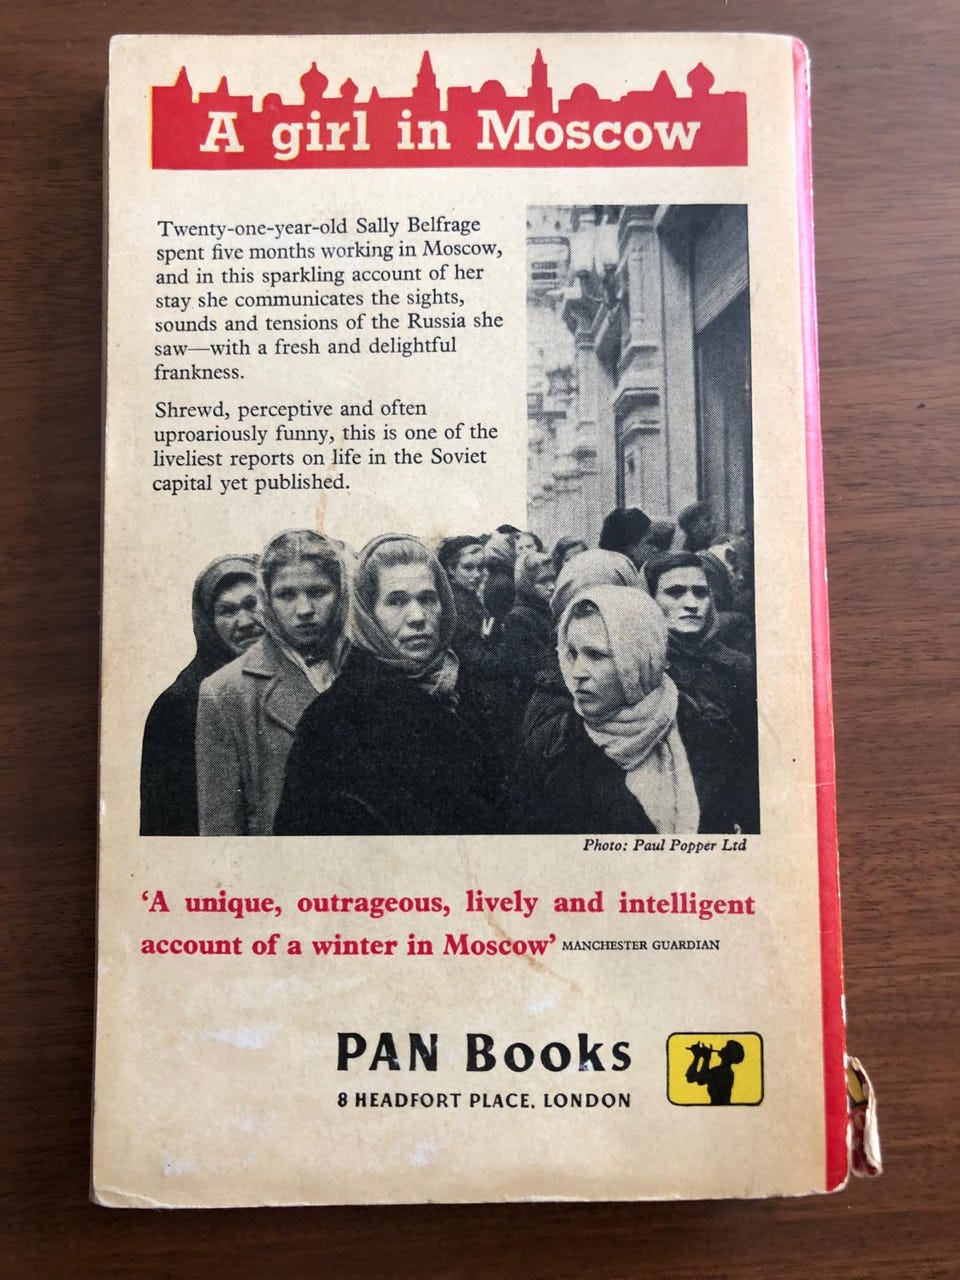 A girl in Moscow
Twenty-one-year-old Sally Belfrage
spent five months working in Moscow,
and in this sparkling account of her
stay she communicates the sights,
sounds and tensions of the Russia she
saw—with a fresh and delightful
frankness.
Shrewd, perceptive and often
uproariously funny, this is one of the
liveliest reports on life in the Soviet
capital yet published.
Photo: Paul Popper Ltd
‘A unique, outrageous, lively and intelligent
account of a winter in Moscow’ MANCHESTER GUARDIAN
PAN Books
8 HEADFORT PLACE, LONDON